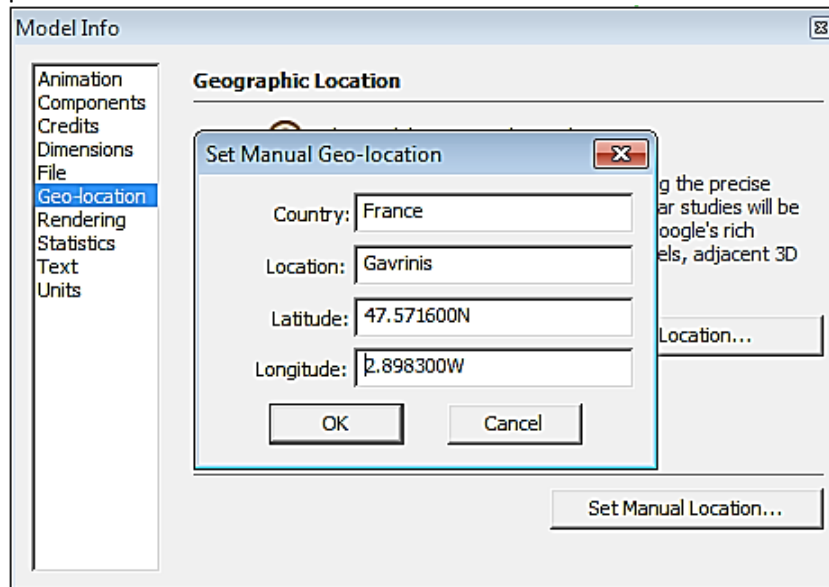 Model Info
Animation
Components
Credits
Dimensions
File
Geo-location
Rendering
Statistics
Text
Units
Geographic Location
Set Manual Geo-location
Country: France
Location: Gavrinis
Latitude: 47.571600N
Longitude: 2.898300W
OK Cancel
g the precise
ar studies will be
oogle's rich
els, adjacent 3D
Location...
Set Manual Location...